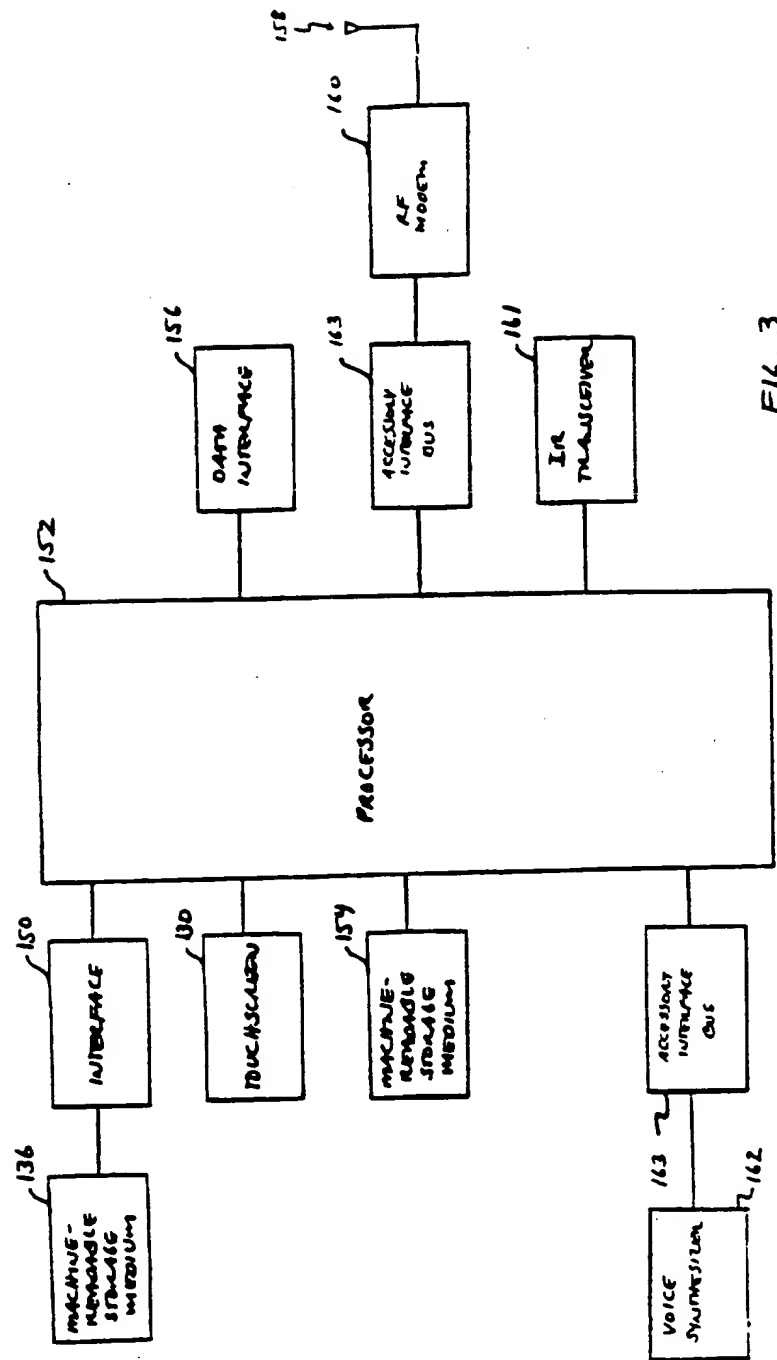 158
160
RF
MODEM
156
DATA
INTERFACE
163
ACCESSORY
INTERFACE
BUS
161
IR
TRANSCEIVER
FIG. 3
152
PROCESSOR
150
INTERFACE
130
TOUCHSCREEN
154
MACHINE-
READABLE
STORAGE
MEDIUM
ACCESSORY
INTERFACE
BUS
163
136
MACHINE-
READABLE
STORAGE
MEDIUM
162
VOICE
SYNTHESIZER